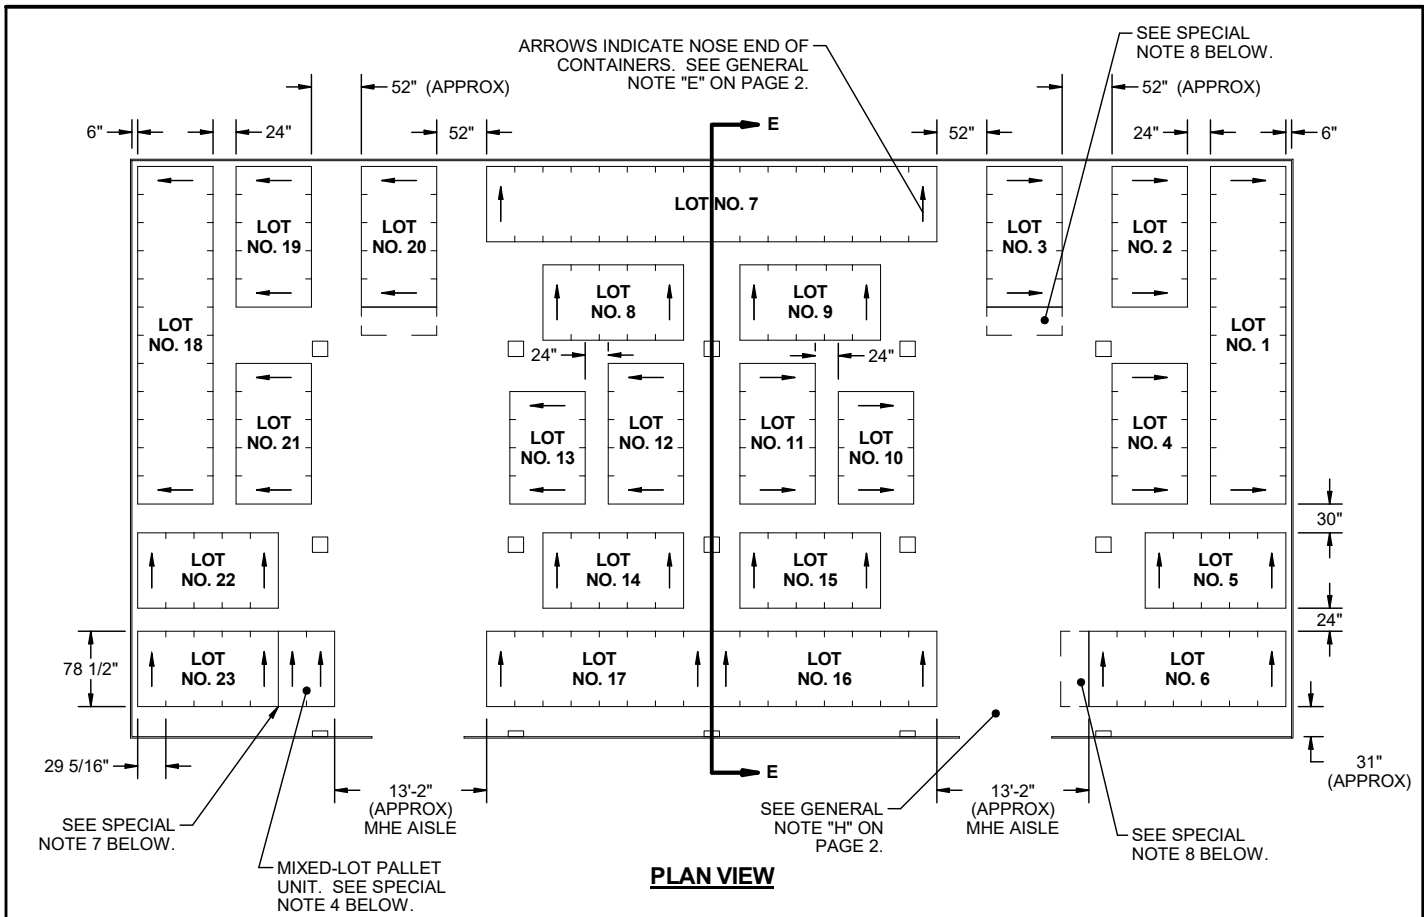 ARROWS INDICATE NOSE END OF
CONTAINERS. SEE GENERAL
NOTE "E" ON PAGE 2.
SEE SPECIAL
NOTE 8 BELOW.
52" (APPROX)
52" (APPROX)
6"
24"
52"
E
52"
24"
6"
LOT NO. 7
LOT
NO. 19
LOT
NO. 20
LOT
NO. 3
LOT
NO. 2
LOT
NO. 8
LOT
NO. 9
LOT
NO. 18
LOT
NO. 1
24"
24"
LOT
NO. 21
LOT
NO. 13
LOT
NO. 12
LOT
NO. 11
LOT
NO. 10
LOT
NO. 4
30"
LOT
NO. 22
LOT
NO. 14
LOT
NO. 15
LOT
NO. 5
24"
78 1/2"
LOT
NO. 23
LOT
NO. 17
LOT
NO. 16
LOT
NO. 6
29 5/16"
E
31"
(APPROX)
13'-2"
(APPROX)
MHE AISLE
13'-2"
(APPROX)
MHE AISLE
SEE GENERAL
NOTE "H" ON
PAGE 2.
SEE SPECIAL
NOTE 7 BELOW.
SEE SPECIAL
NOTE 8 BELOW.
MIXED-LOT PALLET
UNIT. SEE SPECIAL
NOTE 4 BELOW.
PLAN VIEW